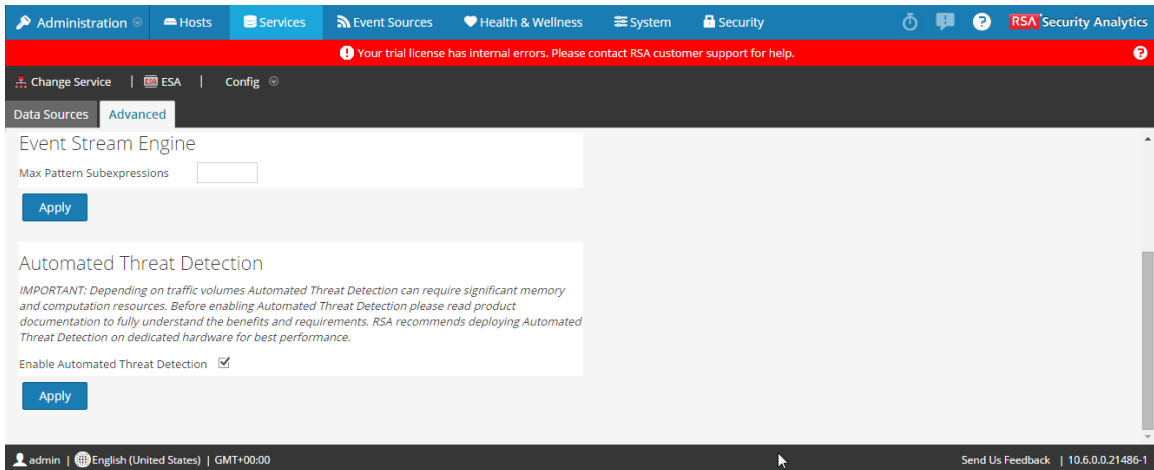 Administration Hosts Services Event Sources Health & Wellness System Security RSA Security Analytics
Your trial license has internal errors. Please contact RSA customer support for help.
Change Service | ESA | Config
Data Sources Advanced
Event Stream Engine
Max Pattern Subexpressions
Apply
Automated Threat Detection
IMPORTANT: Depending on traffic volumes Automated Threat Detection can require significant memory
and computation resources. Before enabling Automated Threat Detection please read product
documentation to fully understand the benefits and requirements. RSA recommends deploying Automated
Threat Detection on dedicated hardware for best performance.
Enable Automated Threat Detection
Apply
admin | English (United States) | GMT+00:00 Send Us Feedback | 10.6.0.0.21486-1